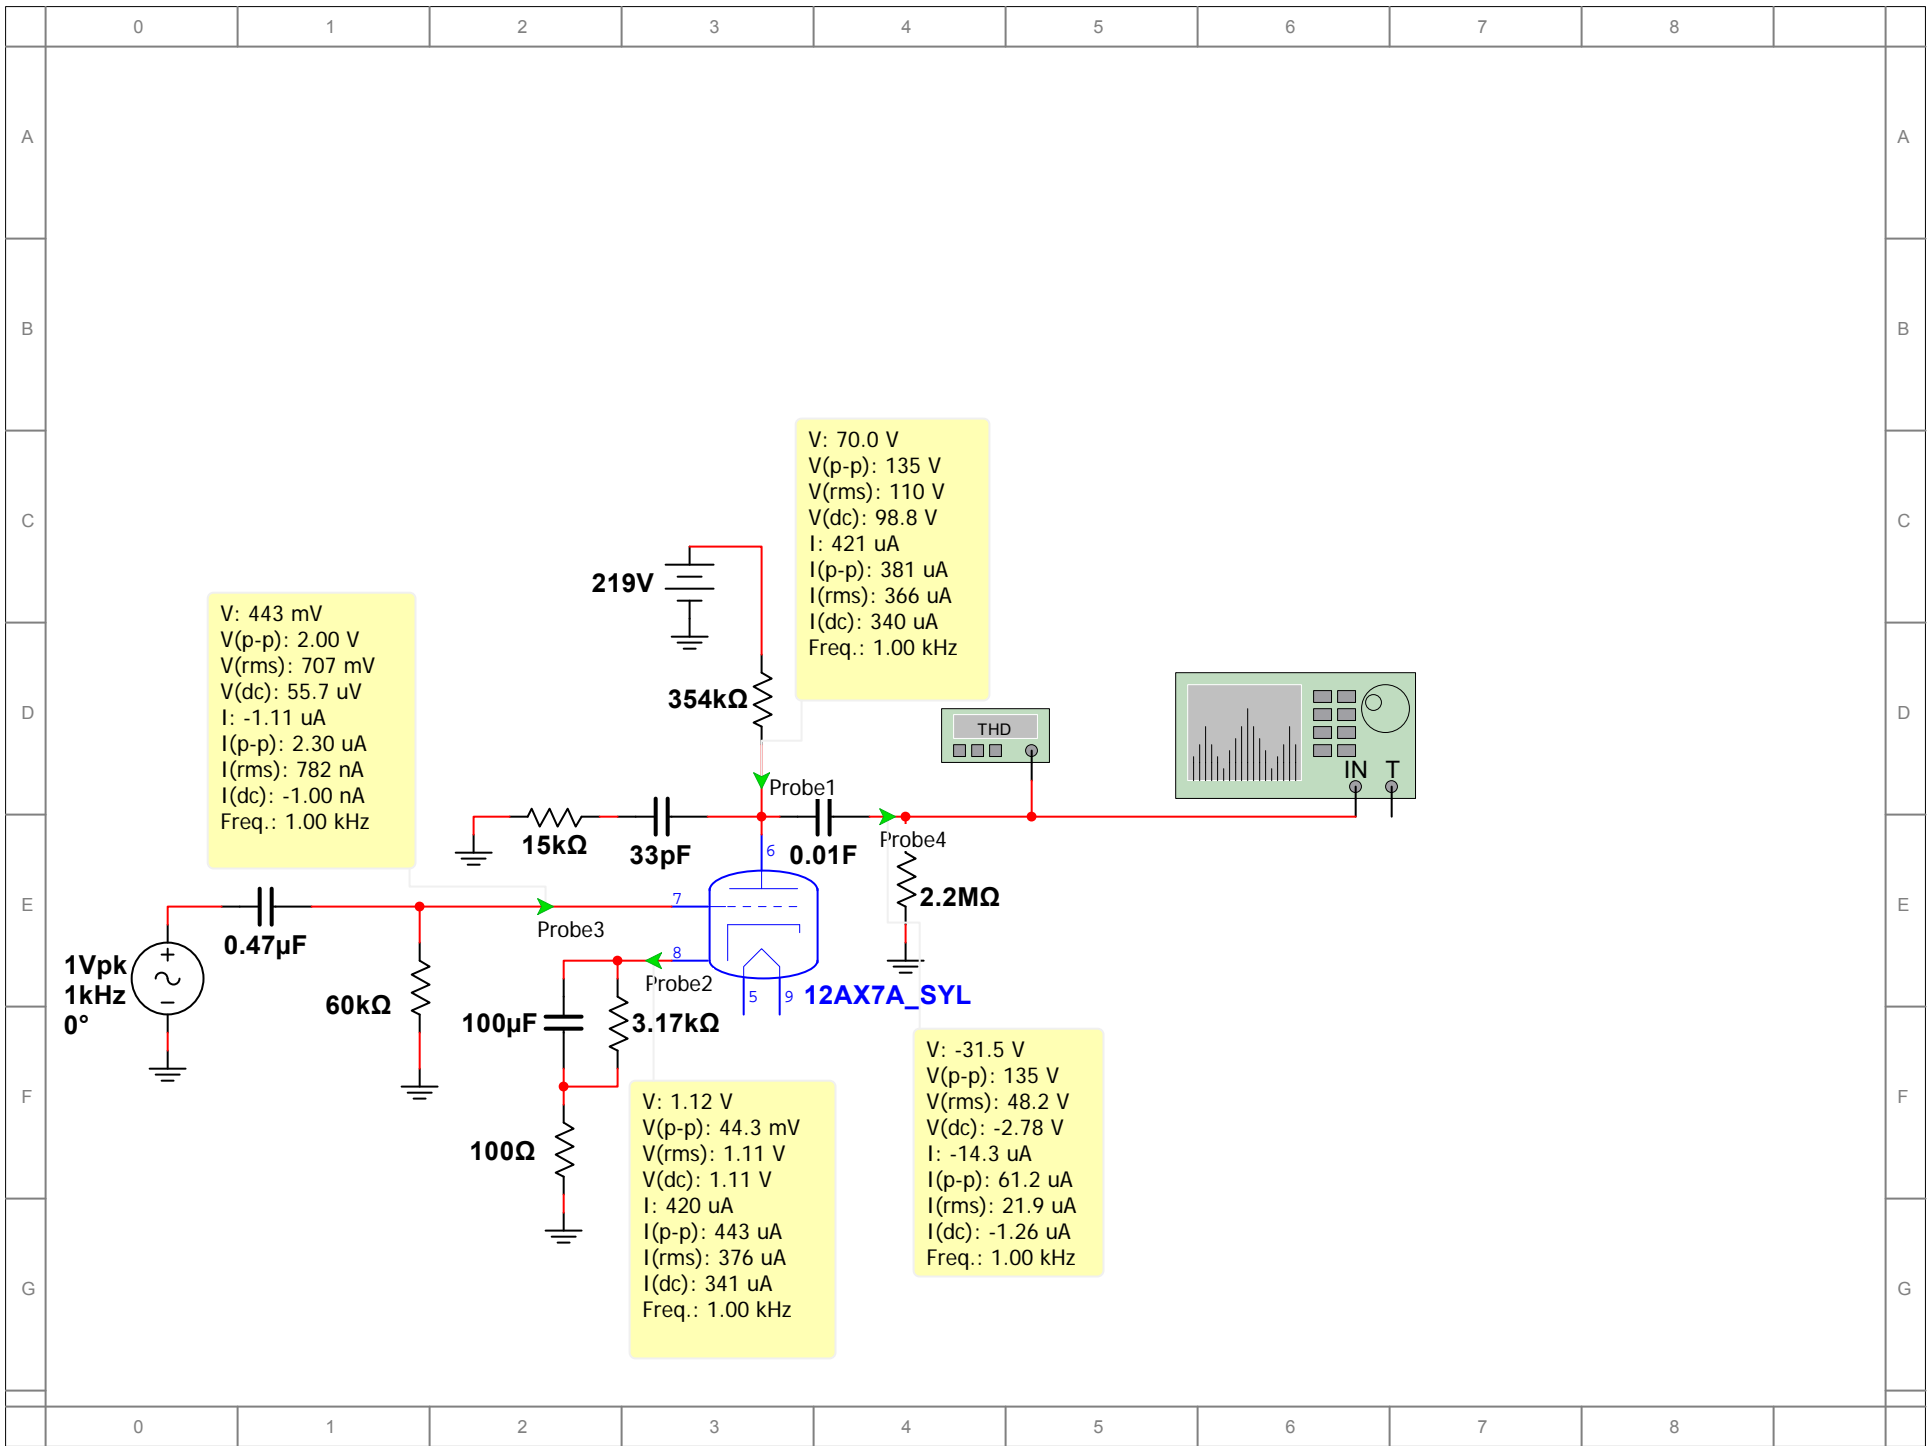 0 1 2 3 4 5 6 7 8
A A
B B
C C
D D
E E
F F
G G
V: 70.0 V
V(p-p): 135 V
V(rms): 110 V
V(dc): 98.8 V
I: 421 uA
I(p-p): 381 uA
I(rms): 366 uA
I(dc): 340 uA
Freq.: 1.00 kHz
219V
V: 443 mV
V(p-p): 2.00 V
V(rms): 707 mV
V(dc): 55.7 uV
I: -1.11 uA
I(p-p): 2.30 uA
I(rms): 782 nA
I(dc): -1.00 nA
Freq.: 1.00 kHz
354kΩ
THD
IN T
Probe1
15kΩ
33pF
6
0.01F
Probe4
2.2MΩ
7
Probe3
0.47µF
8
Probe2
1Vpk
1kHz
0°
60kΩ
100µF
3.17kΩ
5 9
12AX7A_SYL
100Ω
V: 1.12 V
V(p-p): 44.3 mV
V(rms): 1.11 V
V(dc): 1.11 V
I: 420 uA
I(p-p): 443 uA
I(rms): 376 uA
I(dc): 341 uA
Freq.: 1.00 kHz
V: -31.5 V
V(p-p): 135 V
V(rms): 48.2 V
V(dc): -2.78 V
I: -14.3 uA
I(p-p): 61.2 uA
I(rms): 21.9 uA
I(dc): -1.26 uA
Freq.: 1.00 kHz
0 1 2 3 4 5 6 7 8